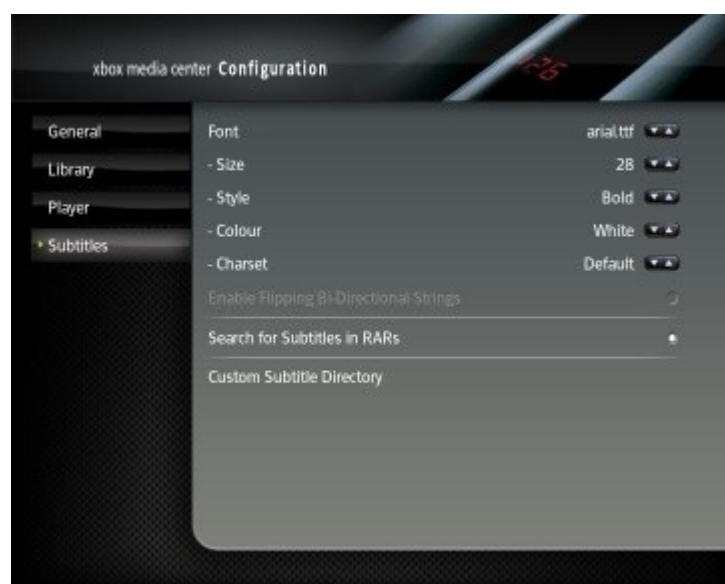 xbox media center Configuration
General
Library
Player
Subtitles
Font arial.ttf
- Size 28
- Style Bold
- Colour White
- Charset Default
Enable Flipping Bi-Directional Strings
Search for Subtitles in RARs
Custom Subtitle Directory